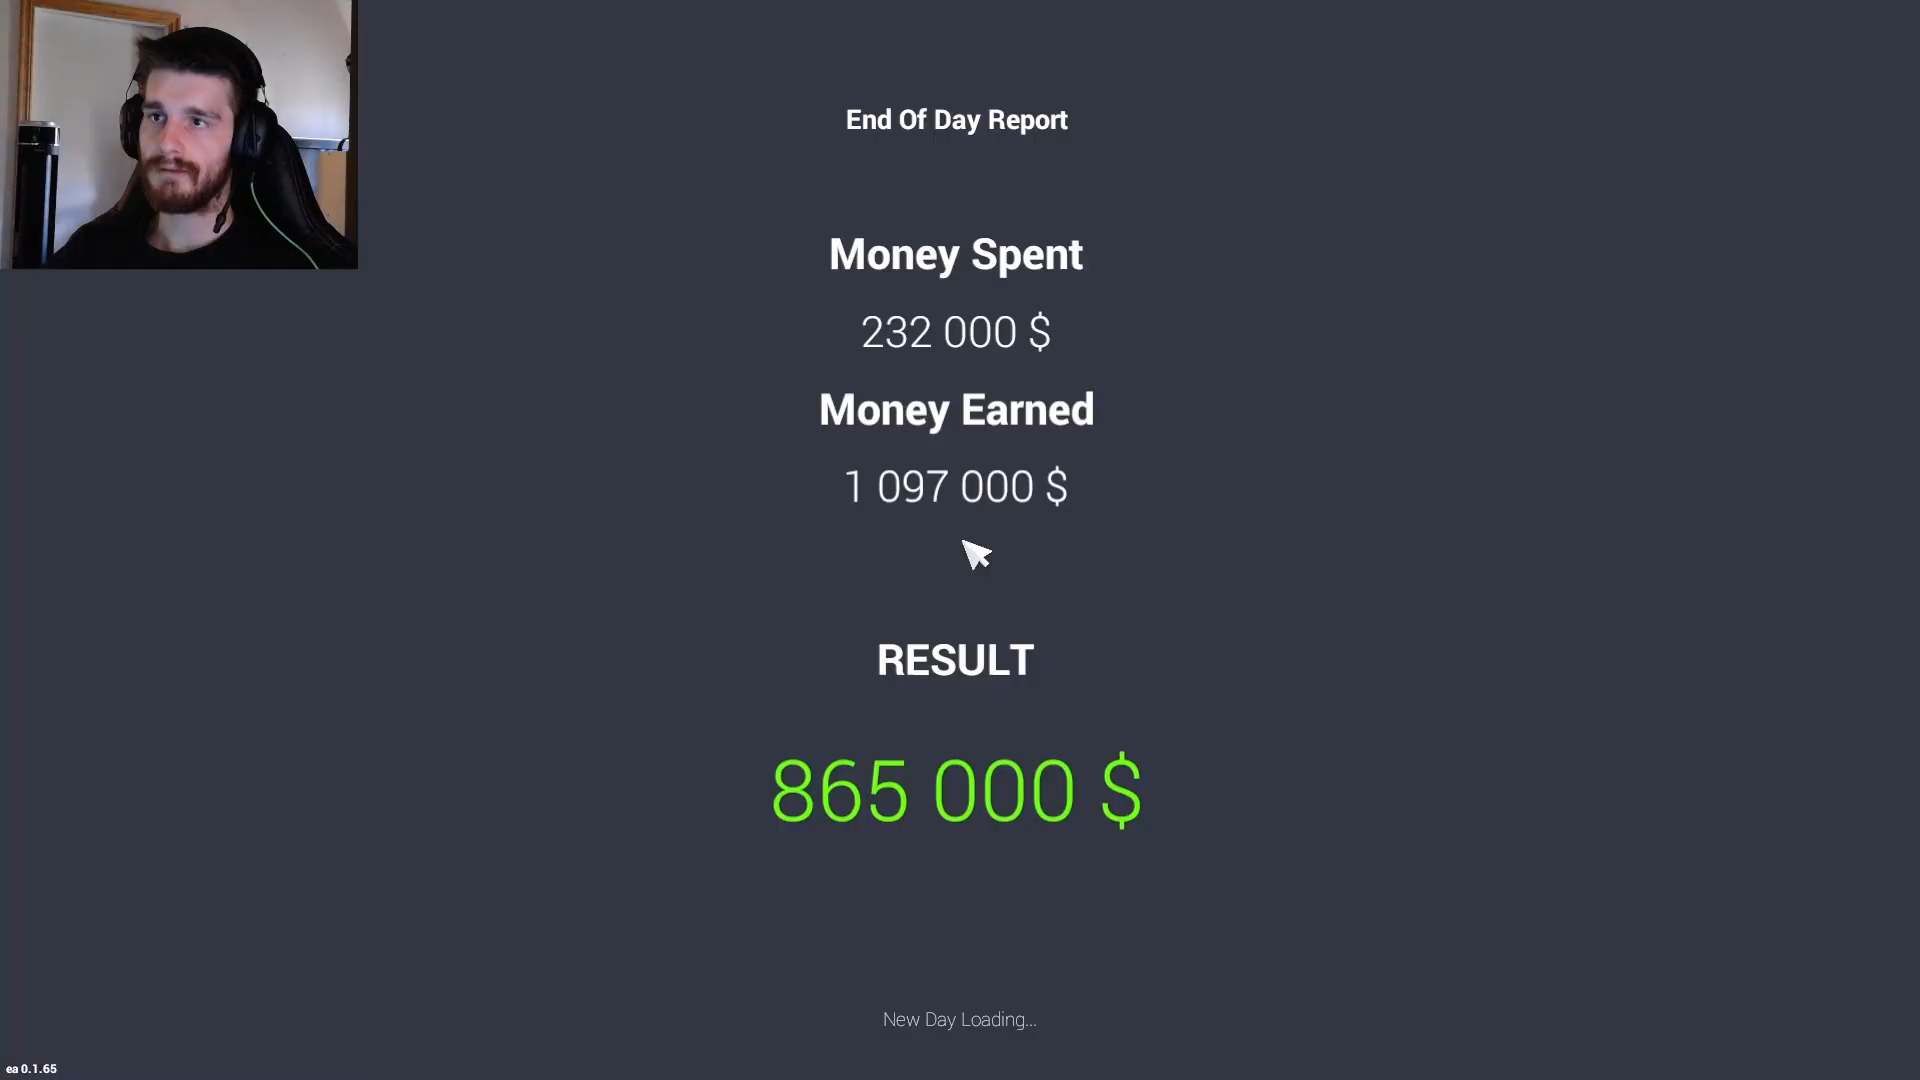 End Of Day Report
Money Spent
232 000 $
Money Earned
1 097 000 $
RESULT
865 000 $
New Day Loading...
ea 0.1.65